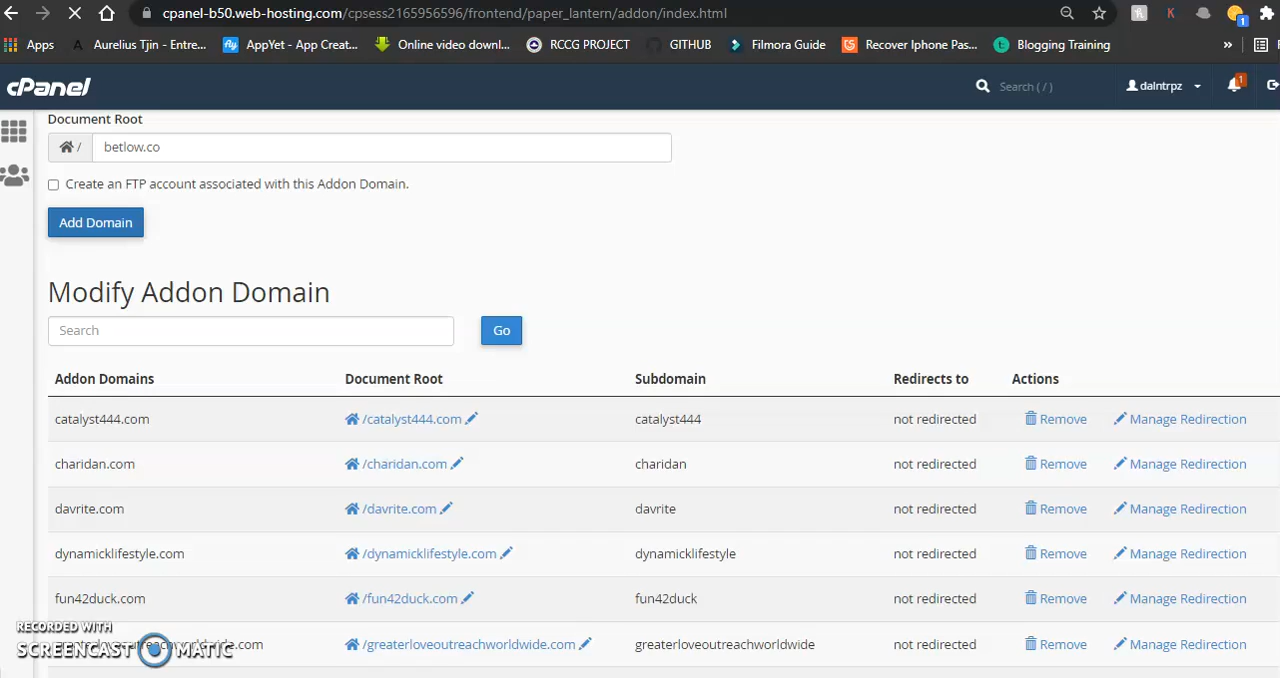 cpanel-b50.web-hosting.com/cpsess2165956596/frontend/paper_lantern/addon/index.html
K
1
Apps
A Aurelius Tjin - Entre...
Ay AppYet - App Creat...
Online video downl...
RCCG PROJECT
GITHUB
Filmora Guide
Recover Iphone Pas...
t Blogging Training
»
cPanel
Search ( / )
dalntrpz
1
Document Root
/ betlow.co
Create an FTP account associated with this Addon Domain.
Add Domain
Modify Addon Domain
Search Go
Addon Domains Document Root Subdomain Redirects to Actions
catalyst444.com /catalyst444.com catalyst444 not redirected Remove Manage Redirection
charidan.com /charidan.com charidan not redirected Remove Manage Redirection
davrite.com /davrite.com davrite not redirected Remove Manage Redirection
dynamicklifestyle.com /dynamicklifestyle.com dynamicklifestyle not redirected Remove Manage Redirection
fun42duck.com /fun42duck.com fun42duck not redirected Remove Manage Redirection
RECORDED WITH
greaterloveoutreachworldwide.com /greaterloveoutreachworldwide.com greaterloveoutreachworldwide not redirected Remove Manage Redirection
SCREENCAST MATIC